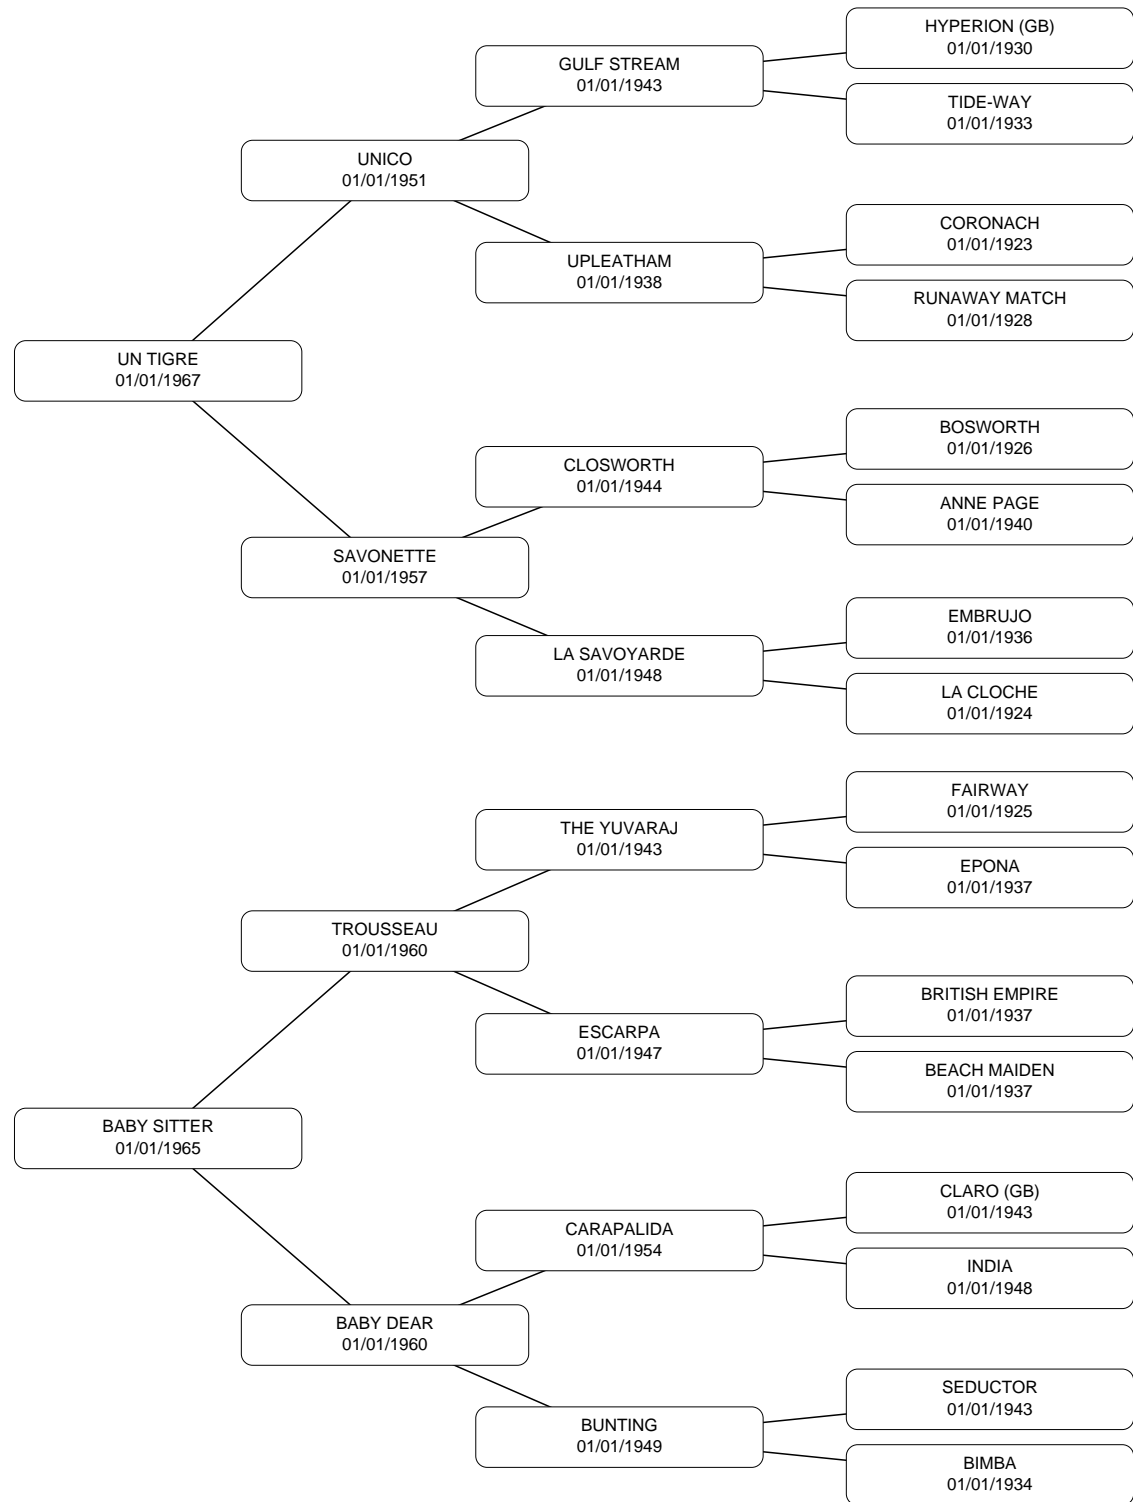 HYPERION (GB)
01/01/1930
GULF STREAM
01/01/1943
TIDE-WAY
01/01/1933
UNICO
01/01/1951
CORONACH
01/01/1923
UPLEATHAM
01/01/1938
RUNAWAY MATCH
01/01/1928
UN TIGRE
01/01/1967
BOSWORTH
01/01/1926
CLOSWORTH
01/01/1944
ANNE PAGE
01/01/1940
SAVONETTE
01/01/1957
EMBRUJO
01/01/1936
LA SAVOYARDE
01/01/1948
LA CLOCHE
01/01/1924
FAIRWAY
01/01/1925
THE YUVARAJ
01/01/1943
EPONA
01/01/1937
TROUSSEAU
01/01/1960
BRITISH EMPIRE
01/01/1937
ESCARPA
01/01/1947
BEACH MAIDEN
01/01/1937
BABY SITTER
01/01/1965
CLARO (GB)
01/01/1943
CARAPALIDA
01/01/1954
INDIA
01/01/1948
BABY DEAR
01/01/1960
SEDUCTOR
01/01/1943
BUNTING
01/01/1949
BIMBA
01/01/1934